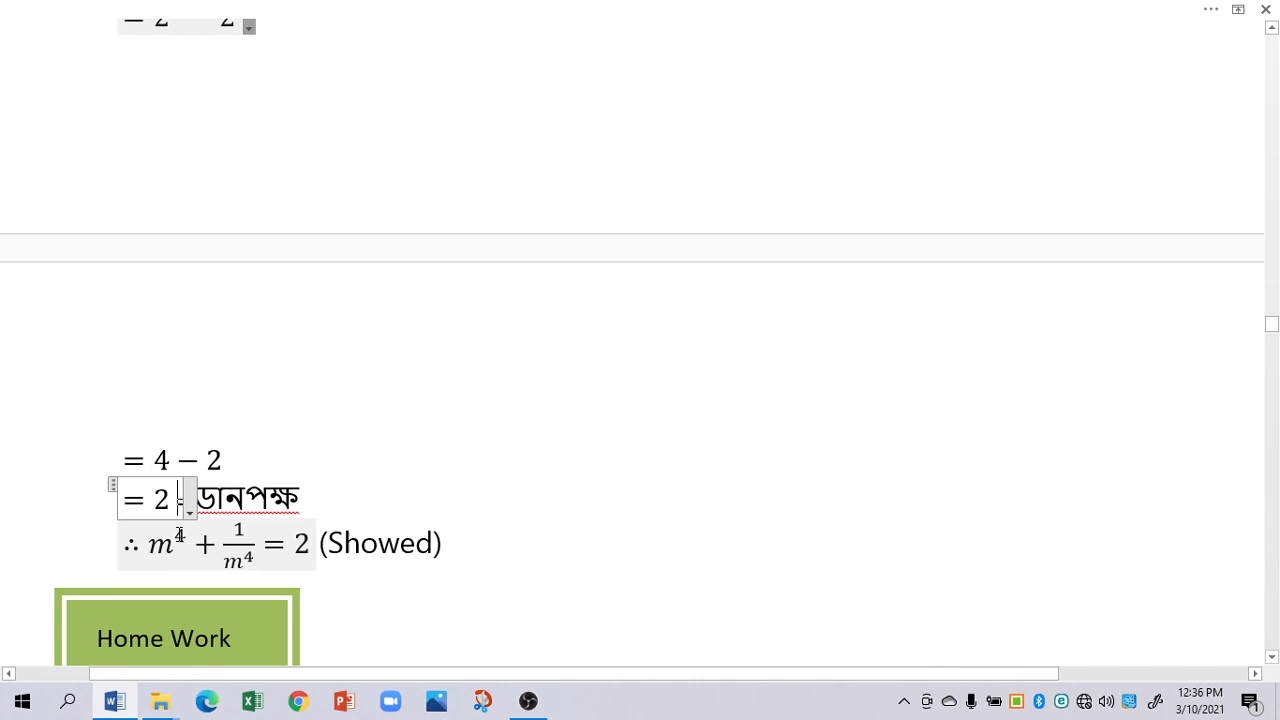 = 4 − 2
= 2 = ডানপক্ষ
∴ m⁴ + 1/m⁴ = 2 (Showed)
Home Work
12:36 PM
3/10/2021